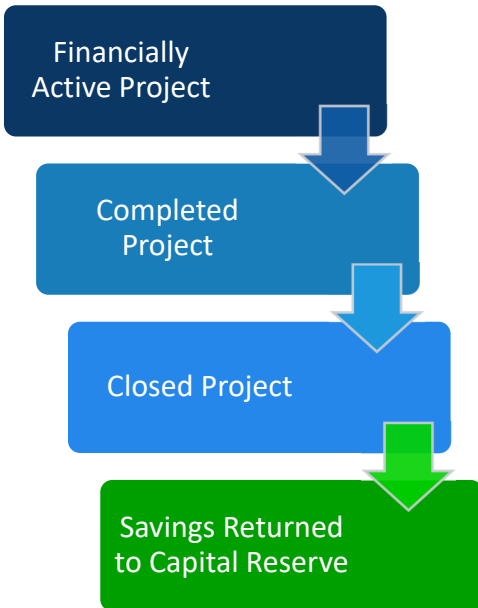 Financially
Active Project
Completed
Project
Closed Project
Savings Returned
to Capital Reserve